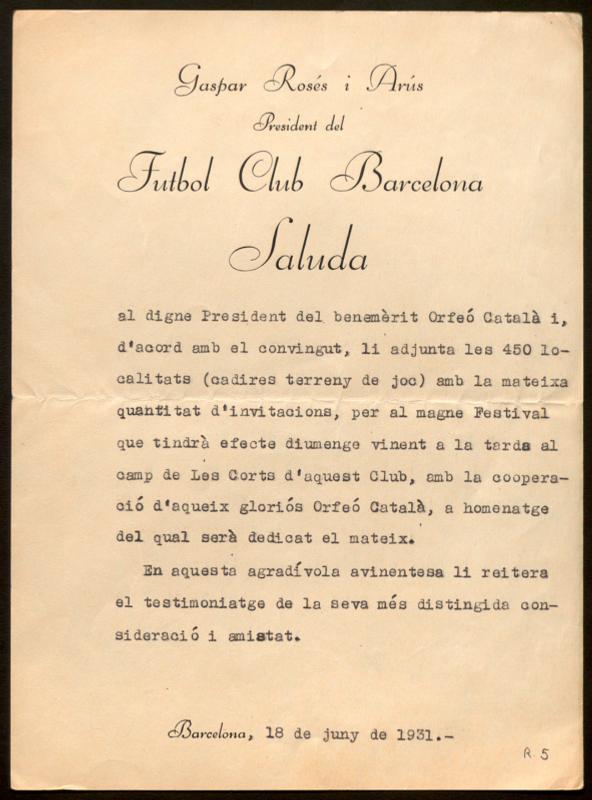 Gaspar Rosés i Arús
President del
Futbol Club Barcelona
Saluda
al digne President del benemèrit Orfeó Català i,
d'acord amb el convingut, li adjunta les 450 lo-
calitats (cadires terreny de joc) amb la mateixa
quantitat d'invitacions, per al magne Festival
que tindrà efecte diumenge vinent a la tarda al
camp de Les Corts d'aquest Club, amb la coopera-
ció d'aqueix gloriós Orfeó Català, a homenatge
del qual serà dedicat el mateix.
En aquesta agradívola avinentesa li reitera
el testimoniatge de la seva més distingida con-
sideració i amistat.
Barcelona, 18 de juny de 1931.-
R. 5